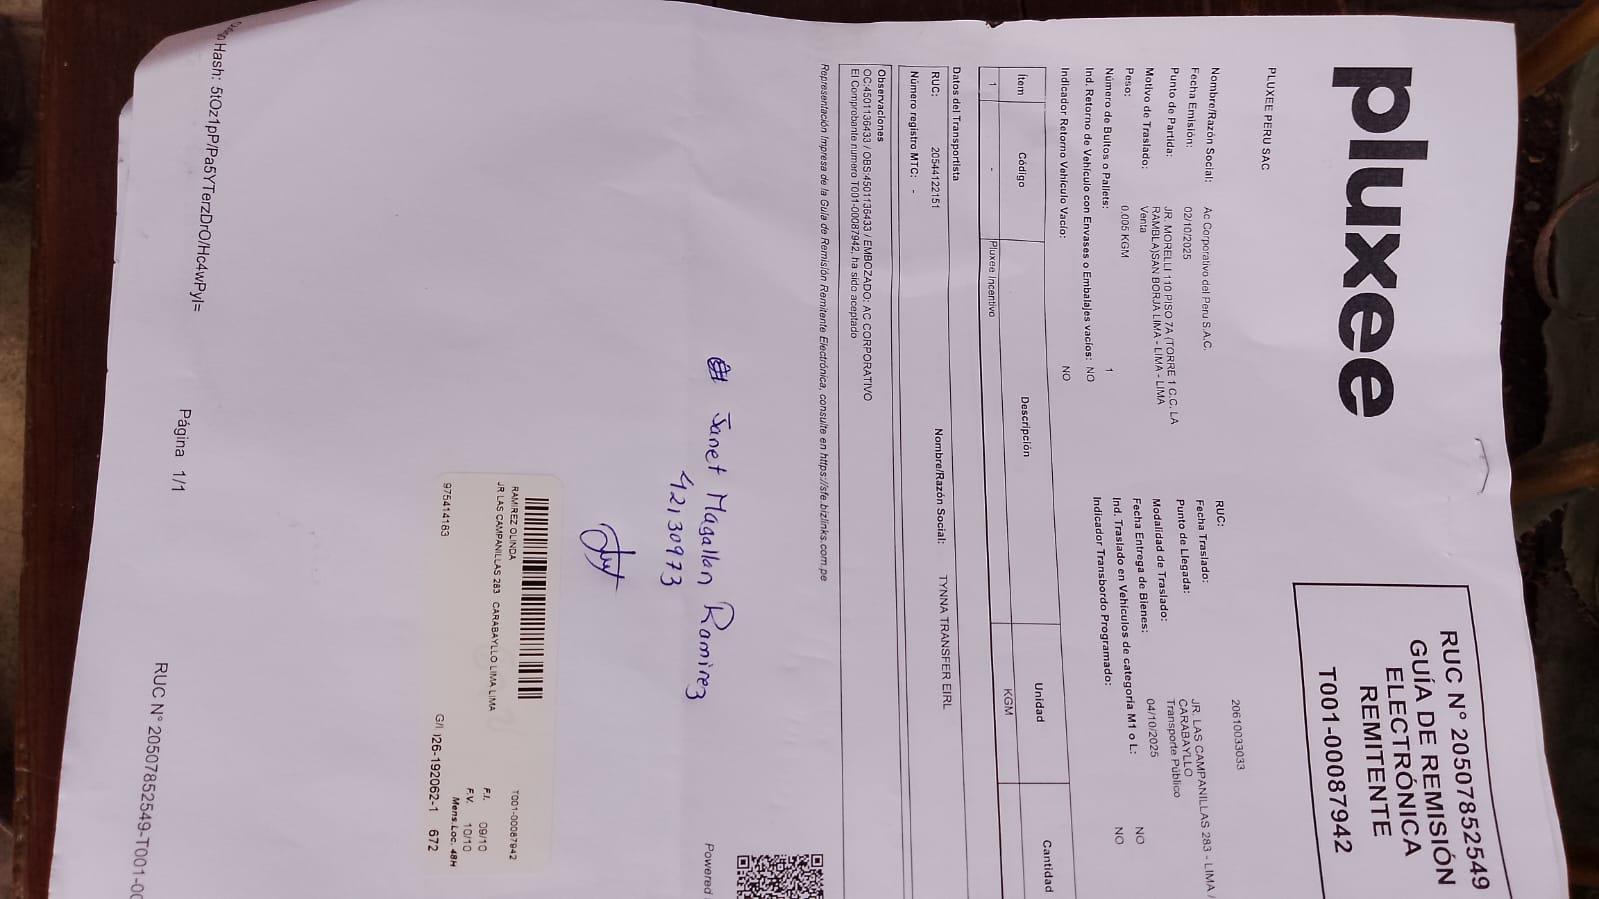 pluxee
RUC N° 20507852549
GUÍA DE REMISIÓN
ELECTRÓNICA
REMITENTE
T001-00087942
PLUXEE PERU SAC
Nombre/Razón Social: Ac Corporativo del Peru S.A.C.
RUC: 20610033033
Fecha Emisión: 02/10/2025
Fecha Traslado:
Punto de Partida: JR. MORELLI 110 PISO 7A (TORRE 1 C.C. LA
RAMBLA)SAN BORJA LIMA - LIMA - LIMA
Punto de Llegada: JR. LAS CAMPANILLAS 283 - LIMA /
CARABAYLLO
Motivo de Traslado: Venta
Modalidad de Traslado: Transporte Público
Peso: 0.005 KGM
Fecha Entrega de Bienes: 04/10/2025
Número de Bultos o Pallets: 1
Ind. Traslado en Vehículos de categoría M1 o L: NO
Ind. Retorno de Vehículo con Envases o Embalajes vacíos: NO
Indicador Transbordo Programado: NO
Indicador Retorno Vehículo Vacío: NO
Ítem Código Descripción Unidad Cantidad
1 - Pluxee Incentivo KGM
Datos del Transportista
RUC: 20544122151 Nombre/Razón Social: TYNNA TRANSFER EIRL
Número registro MTC: -
Observaciones
OC:4501136433 / OBS:4501136433 / EMBOZADO: AC CORPORATIVO
El Comprobante numero T001-00087942, ha sido aceptado
Representación Impresa de la Guía de Remisión Remitente Electrónica, consulte en https://sfe.bizlinks.com.pe
Janet Magallan Ramirez
42130973
Powered
T001-00087942
RAMIREZ OLINDA
JR LAS CAMPANILLAS 283 CARABAYLLO LIMA LIMA
F.I. 09/10
F.V. 10/10
Mens.Loc. 48H
975414183
G/I 026-192062-1 672
Hash: 5tOz1pP/Pa5YTerzDrO/Hc4wPyI=
Página 1/1
RUC N° 20507852549-T001-00